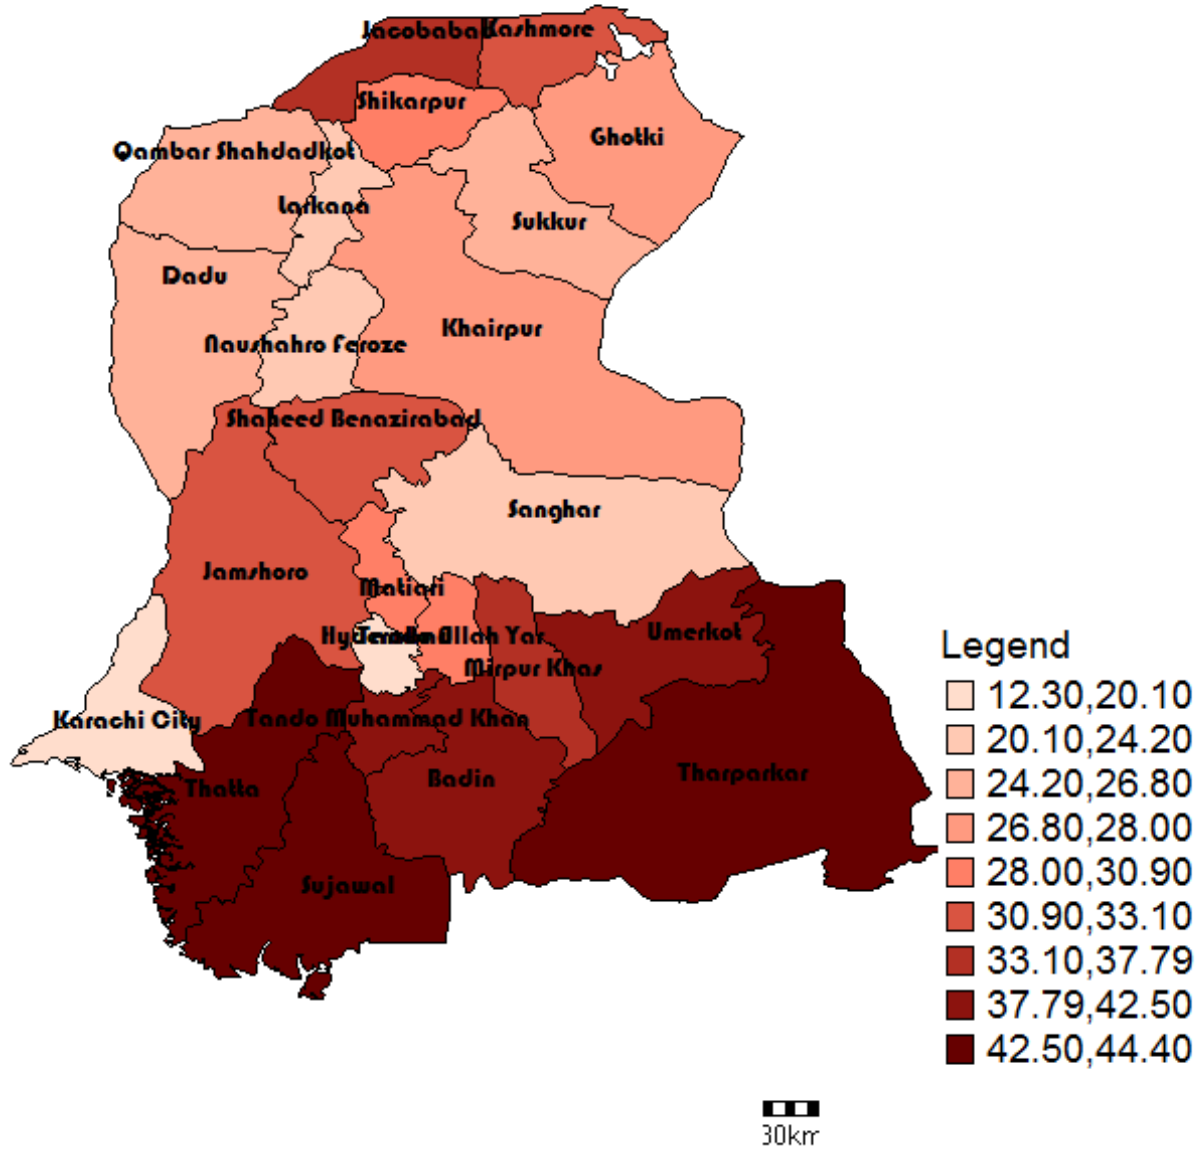 Jacobabad
Kashmore
Shikarpur
Ghotki
Qambar Shahdadkot
Larkana
Sukkur
Dadu
Khairpur
Naushahro Feroze
Shaheed Benazirabad
Sanghar
Jamshoro
Matiari
Hyderabad
Tando Allah Yar
Umerkot
Mirpur Khas
Karachi City
Tando Muhammad Khan
Thatta
Badin
Tharparkar
Sujawal
Legend
12.30,20.10
20.10,24.20
24.20,26.80
26.80,28.00
28.00,30.90
30.90,33.10
33.10,37.79
37.79,42.50
42.50,44.40
30km